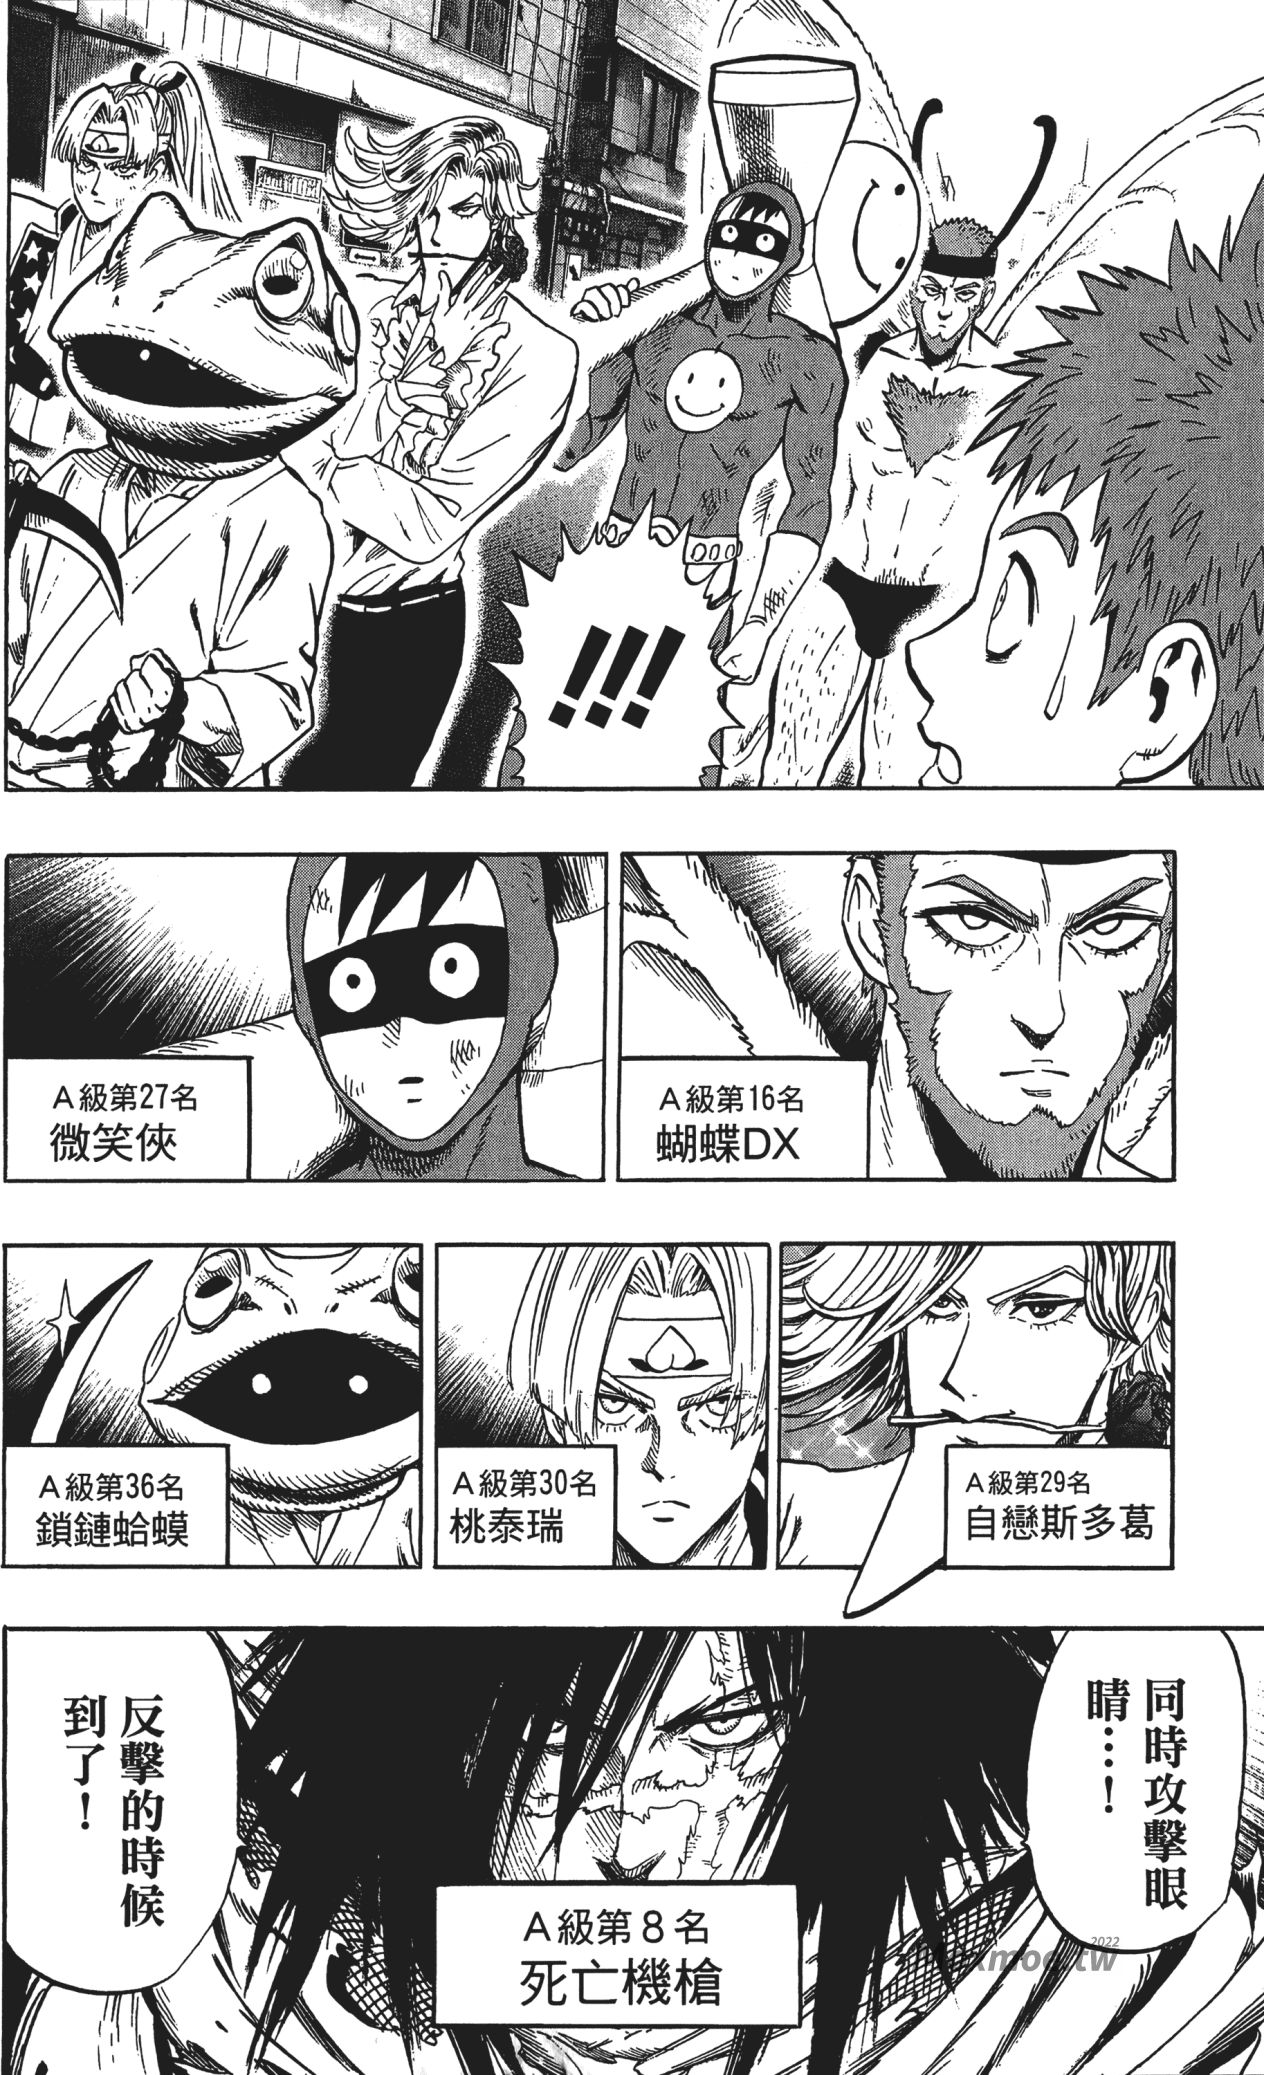 !!!
A級第16名
蝴蝶DX
A級第27名
微笑俠
A級第29名
自戀斯多葛
A級第30名
桃泰瑞
A級第36名
鎖鏈蛤蟆
同時攻擊眼
睛…！
反擊的時候
到了！
A級第8名
死亡機槍
2022